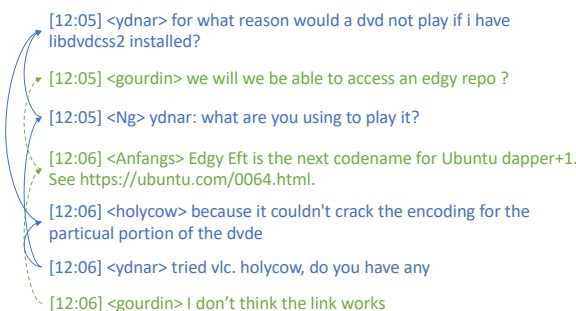 [12:05] <ydnar> for what reason would a dvd not play if i have
libdvdcss2 installed?
[12:05] <gourdin> we will we be able to access an edgy repo ?
[12:05] <Ng> ydnar: what are you using to play it?
[12:06] <Anfangs> Edgy Eft is the next codename for Ubuntu dapper+1.
See https://ubuntu.com/0064.html.
[12:06] <holycow> because it couldn't crack the encoding for the
particual portion of the dvde
[12:06] <ydnar> tried vlc. holycow, do you have any
[12:06] <gourdin> I don’t think the link works